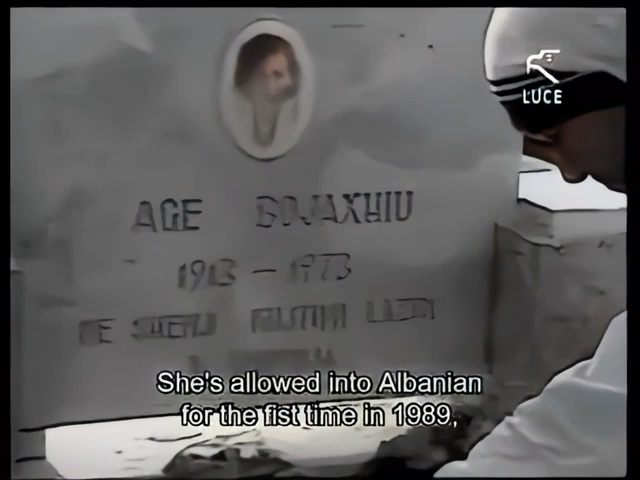 LUCE
AGE BOJAXHIU
1913 - 1973
She's allowed into Albanian
for the fist time in 1989,